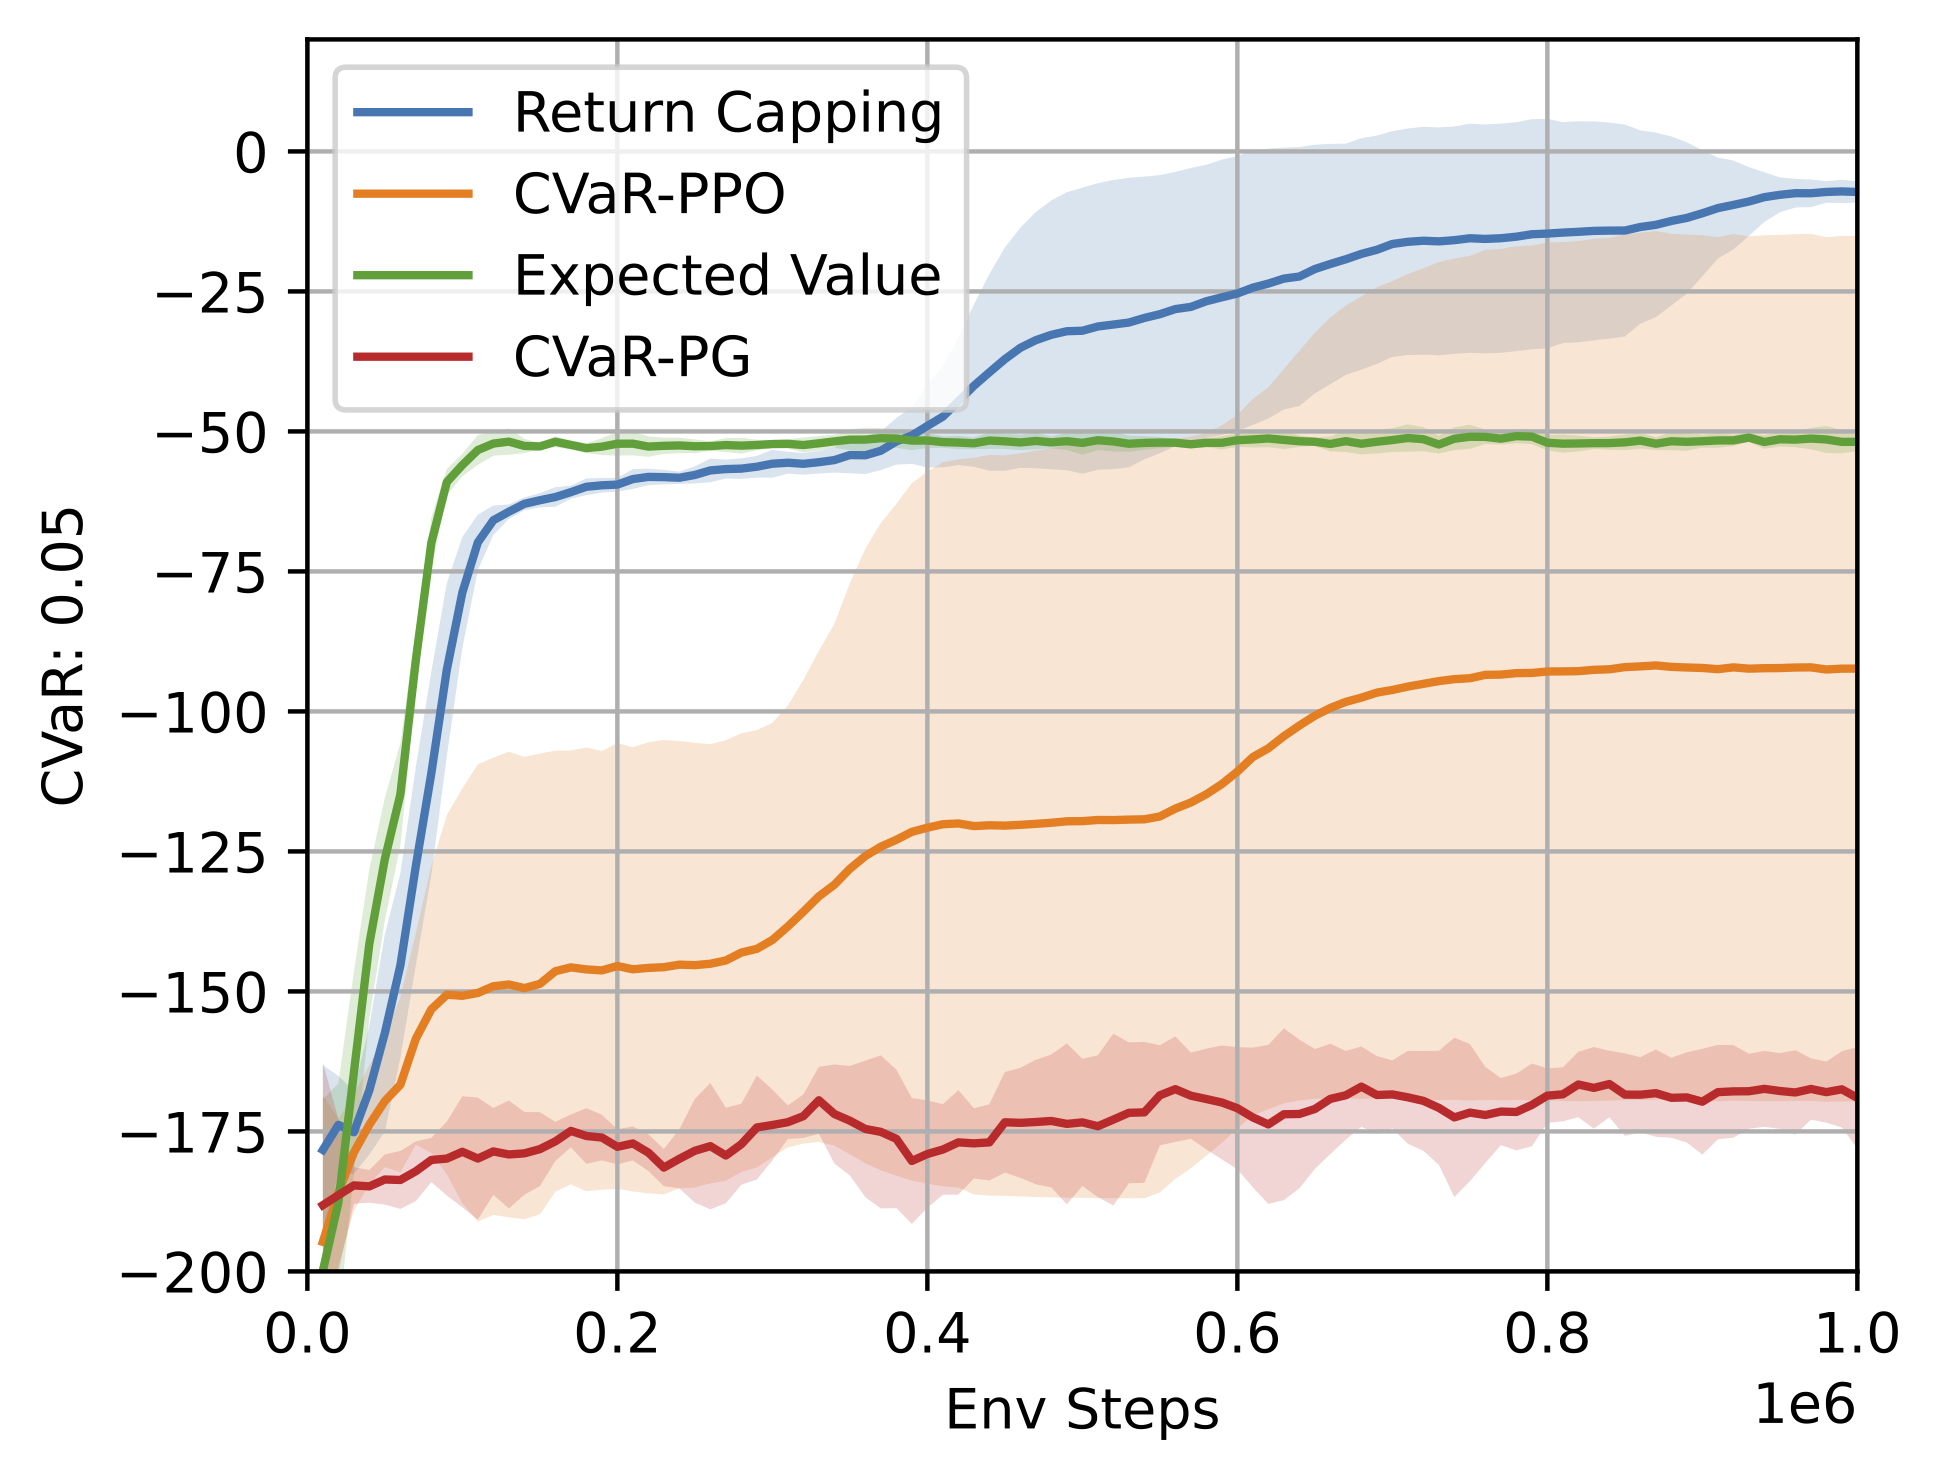 Return Capping
CVaR-PPO
Expected Value
CVaR-PG
0
−25
−50
−75
−100
−125
−150
−175
−200
CVaR: 0.05
0.0 0.2 0.4 0.6 0.8 1.0
Env Steps
1e6